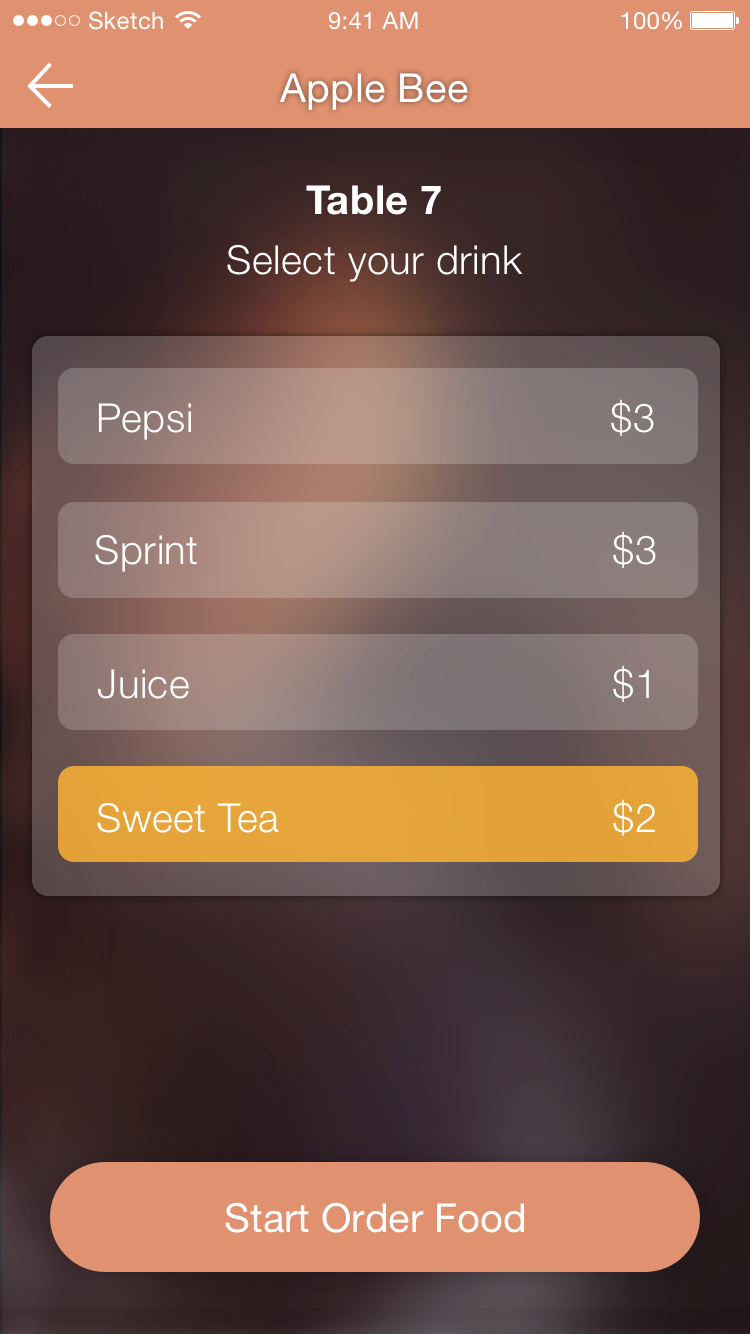 Sketch 9:41 AM 100%
Apple Bee
Table 7
Select your drink
Pepsi $3
Sprint $3
Juice $1
Sweet Tea $2
Start Order Food